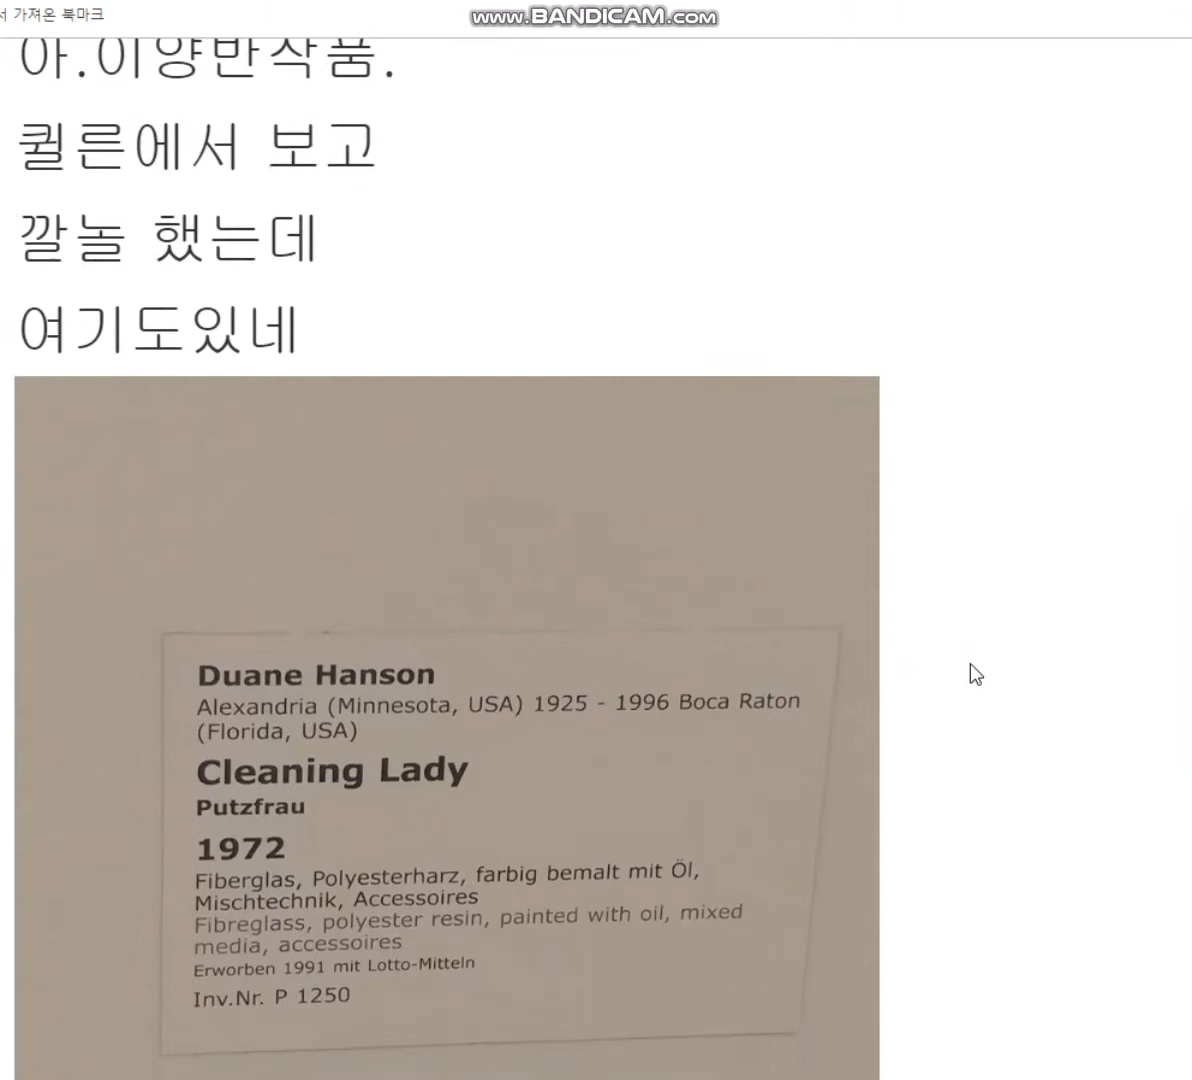 서 가져온 북마크
www.BANDICAM.com
아.이양반작품.
퀼른에서 보고
깔놀 했는데
여기도있네
Duane Hanson
Alexandria (Minnesota, USA) 1925 - 1996 Boca Raton
(Florida, USA)
Cleaning Lady
Putzfrau
1972
Fiberglas, Polyesterharz, farbig bemalt mit Öl,
Mischtechnik, Accessoires
Fibreglass, polyester resin, painted with oil, mixed
media, accessoires
Erworben 1991 mit Lotto-Mitteln
Inv.Nr. P 1250